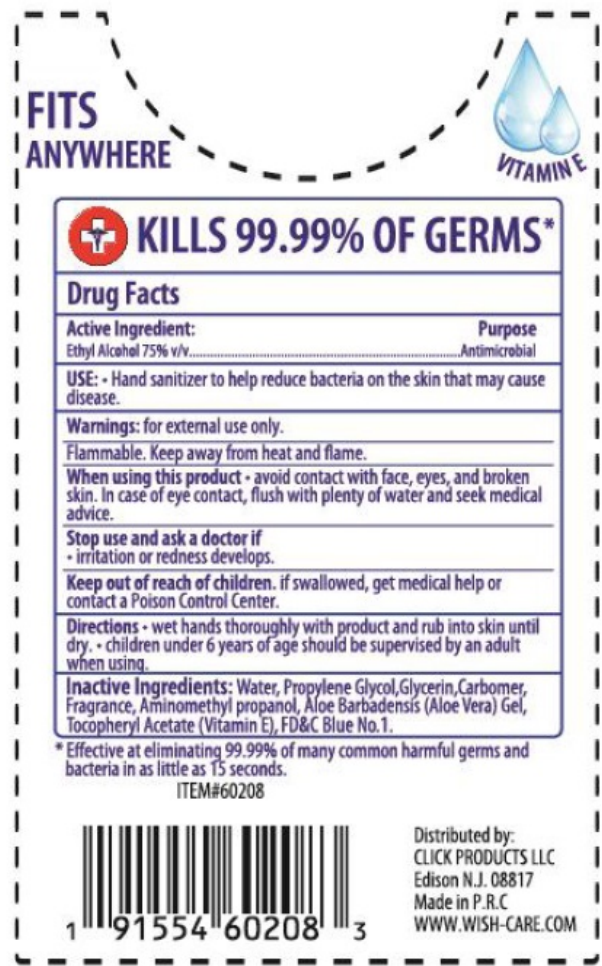 FITS
ANYWHERE
VITAMIN E
KILLS 99.99% OF GERMS*
Drug Facts
Active Ingredient: Purpose
Ethyl Alcohol 75% v/v................................................................Antimicrobial
USE: • Hand sanitizer to help reduce bacteria on the skin that may cause
disease.
Warnings: for external use only.
Flammable. Keep away from heat and flame.
When using this product • avoid contact with face, eyes, and broken
skin. In case of eye contact, flush with plenty of water and seek medical
advice.
Stop use and ask a doctor if
• irritation or redness develops.
Keep out of reach of children. if swallowed, get medical help or
contact a Poison Control Center.
Directions • wet hands thoroughly with product and rub into skin until
dry. • children under 6 years of age should be supervised by an adult
when using.
Inactive Ingredients: Water, Propylene Glycol,Glycerin,Carbomer,
Fragrance, Aminomethyl propanol, Aloe Barbadensis (Aloe Vera) Gel,
Tocopheryl Acetate (Vitamin E), FD&C Blue No.1.
* Effective at eliminating 99.99% of many common harmful germs and
bacteria in as little as 15 seconds.
ITEM#60208
1 91554 60208 3
Distributed by:
CLICK PRODUCTS LLC
Edison N.J. 08817
Made in P.R.C
WWW.WISH-CARE.COM